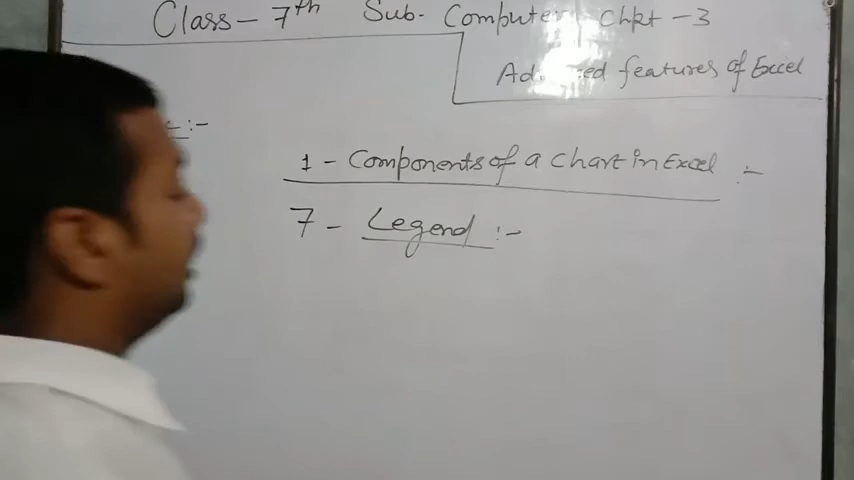 Class - 7th Sub- Computer Chpt - 3
features of Excel
:-
1 - Components of a Chart in Excel :-
7 - Legend :-